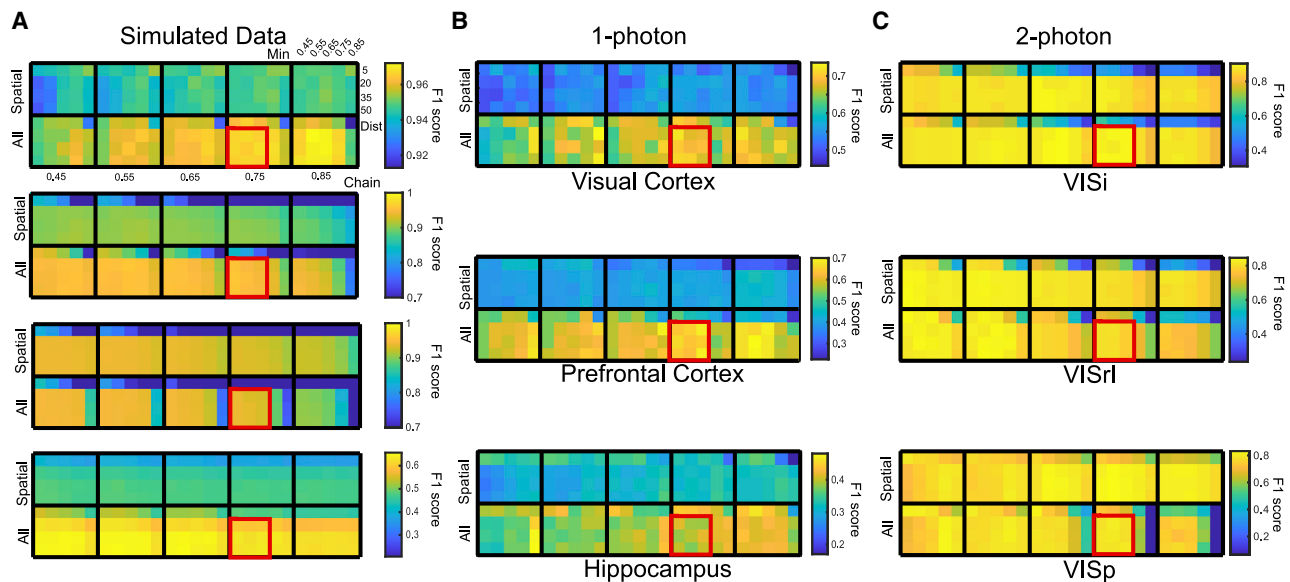 A
Simulated Data
Min
0.45 0.55 0.65 0.75 0.85
Spatial
All
5
20
35
50
Dist
0.45 0.55 0.65 0.75 0.85
Chain
0.96
0.94
0.92
F1 score
Spatial
All
1
0.9
0.8
0.7
F1 score
Spatial
All
1
0.9
0.8
0.7
F1 score
Spatial
All
0.6
0.5
0.4
0.3
F1 score
B
1-photon
Spatial
All
0.7
0.6
0.5
F1 score
Visual Cortex
Spatial
All
0.7
0.6
0.5
0.4
0.3
F1 score
Prefrontal Cortex
Spatial
All
0.4
0.3
0.2
F1 score
Hippocampus
C
2-photon
Spatial
All
0.8
0.6
0.4
F1 score
VISi
Spatial
All
0.8
0.6
0.4
F1 score
VISrl
Spatial
All
0.8
0.6
0.4
0.2
F1 score
VISp